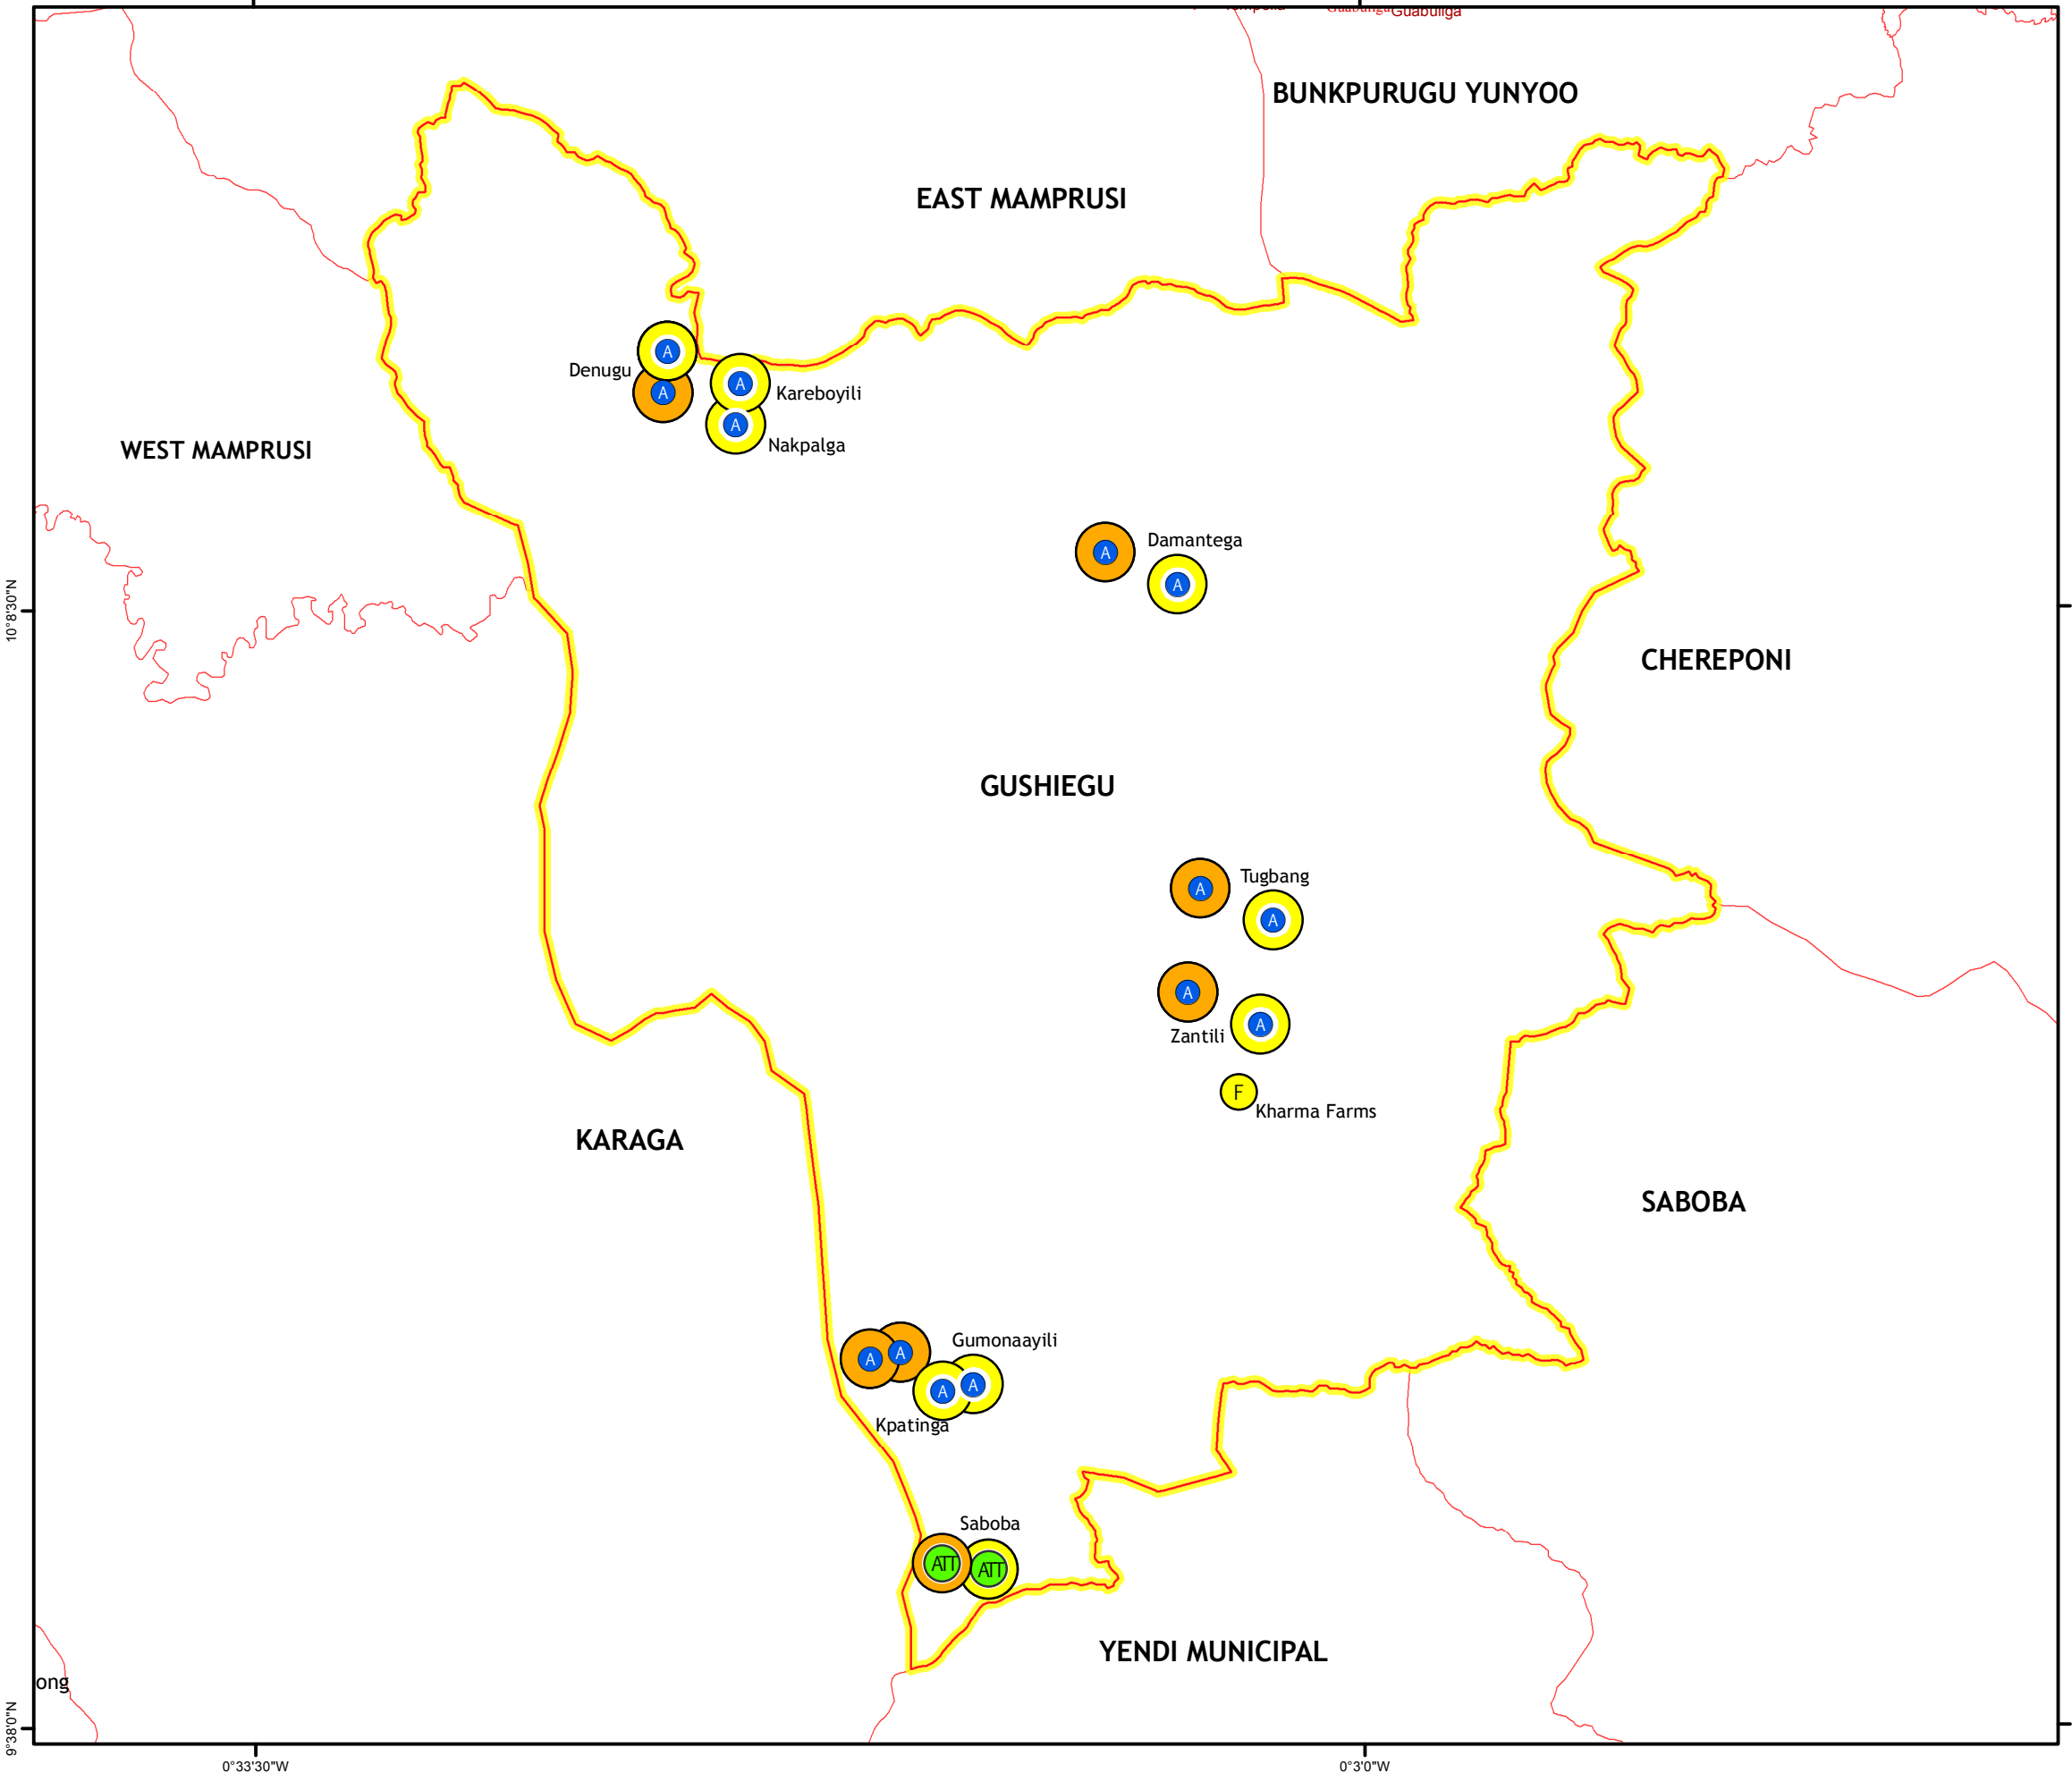 Guabuliga
BUNKPURUGU YUNYOO
EAST MAMPRUSI
A
Denugu
A
A
Kareboyili
A
Nakpalga
WEST MAMPRUSI
A
Damantega
A
10°8'30"N
CHEREPONI
GUSHIEGU
Tugbang
A
A
A
Zantili
A
F
Kharma Farms
KARAGA
SABOBA
Gumonaayili
A
A
A
A
Kpatinga
Saboba
ATT
ATT
YENDI MUNICIPAL
ong
9°38'0"N
0°33'30"W
0°3'0"W